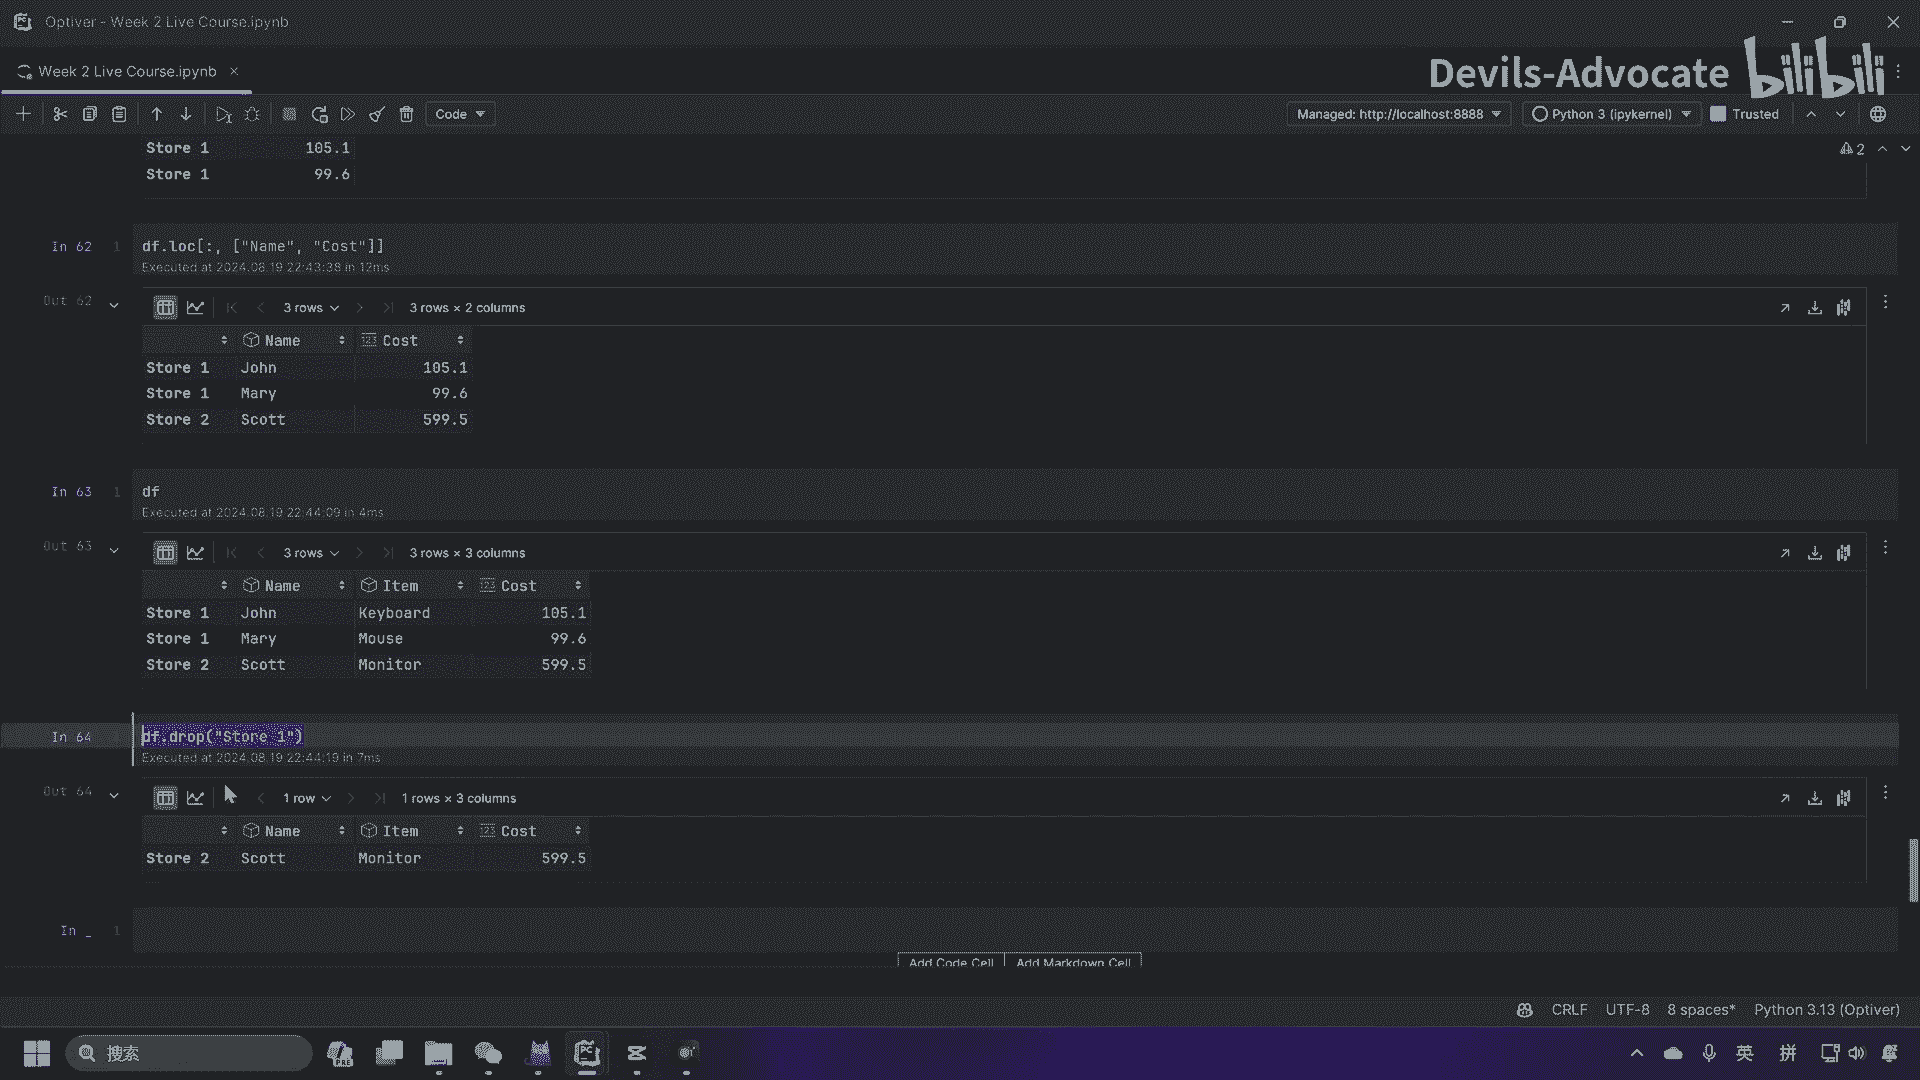 Optiver - Week 2 Live Course.ipynb
Week 2 Live Course.ipynb
Devils-Advocate bilibili
Code
Managed: http://localhost:8888
Python 3 (ipykernel)
Trusted
2
Store 1 105.1
Store 1 99.6
In 62 1 df.loc[:, ["Name", "Cost"]]
Executed at 2024.08.19 22:43:38 in 12ms
Out 62 3 rows 3 rows × 2 columns
Name Cost
Store 1 John 105.1
Store 1 Mary 99.6
Store 2 Scott 599.5
In 63 1 df
Executed at 2024.08.19 22:44:09 in 4ms
Out 63 3 rows 3 rows × 3 columns
Name Item Cost
Store 1 John Keyboard 105.1
Store 1 Mary Mouse 99.6
Store 2 Scott Monitor 599.5
In 64 1 df.drop("Store 1")
Executed at 2024.08.19 22:44:19 in 7ms
Out 64 1 row 1 rows × 3 columns
Name Item Cost
Store 2 Scott Monitor 599.5
In _ 1
Add Code Cell Add Markdown Cell
CRLF UTF-8 8 spaces* Python 3.13 (Optiver)
搜索
英 拼